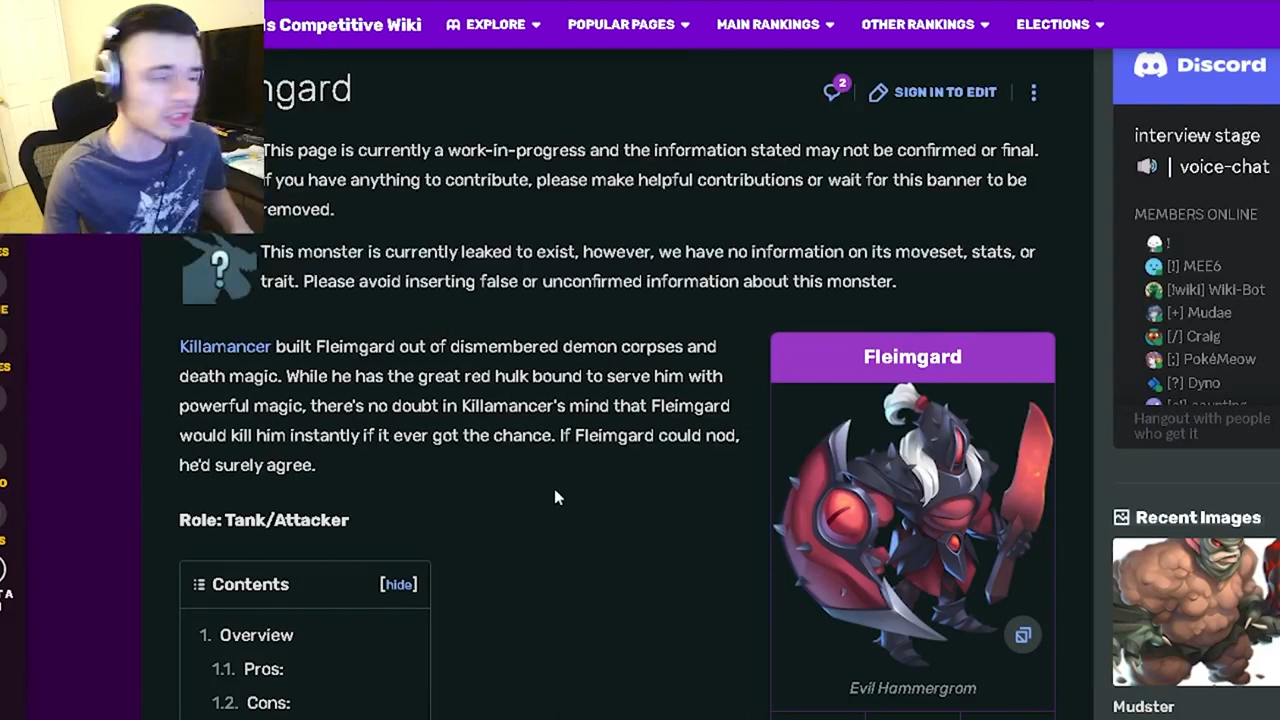 s Competitive Wiki
EXPLORE
POPULAR PAGES
MAIN RANKINGS
OTHER RANKINGS
ELECTIONS
ngard
2
SIGN IN TO EDIT
This page is currently a work-in-progress and the information stated may not be confirmed or final.
If you have anything to contribute, please make helpful contributions or wait for this banner to be
removed.
?
This monster is currently leaked to exist, however, we have no information on its moveset, stats, or
trait. Please avoid inserting false or unconfirmed information about this monster.
Killamancer built Fleimgard out of dismembered demon corpses and
death magic. While he has the great red hulk bound to serve him with
powerful magic, there's no doubt in Killamancer's mind that Fleimgard
would kill him instantly if it ever got the chance. If Fleimgard could nod,
he'd surely agree.
Role: Tank/Attacker
Contents [hide]
1. Overview
1.1. Pros:
1.2. Cons:
Fleimgard
Evil Hammergrom
Discord
interview stage
| voice-chat
MEMBERS ONLINE
!
[!] MEE6
[!wiki] Wiki-Bot
[+] Mudae
[/] Craig
[;] PokéMeow
[?] Dyno
Hangout with people
who get it
Recent Images
Mudster